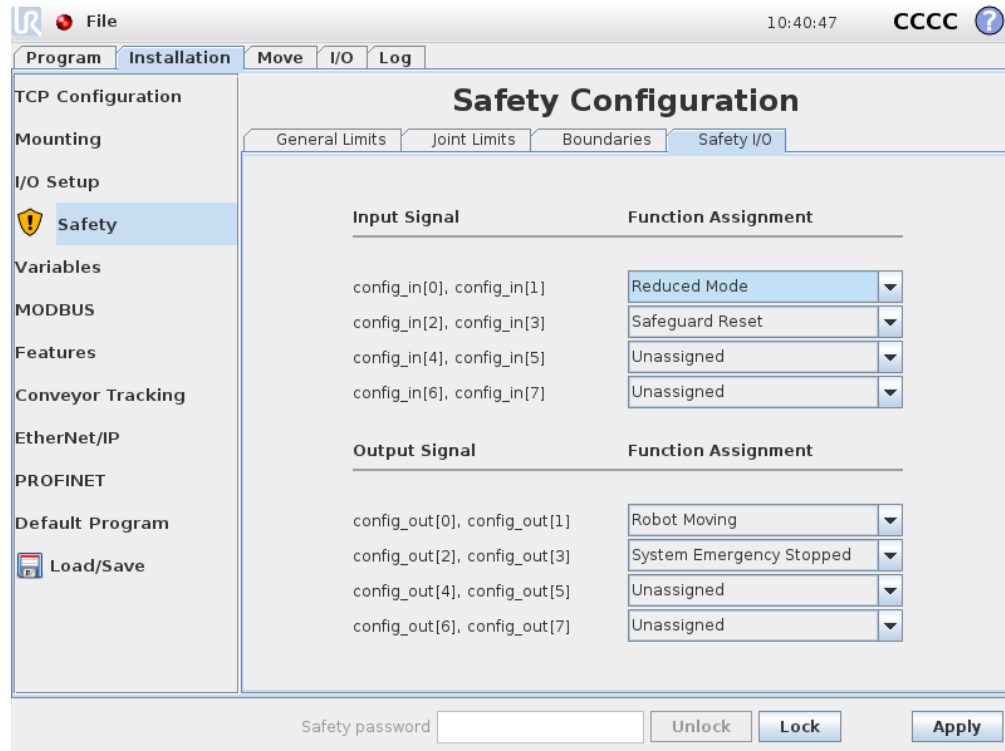 UR File 10:40:47 CCCC ?
Program Installation Move I/O Log
TCP Configuration
Mounting
I/O Setup
Safety
Variables
MODBUS
Features
Conveyor Tracking
EtherNet/IP
PROFINET
Default Program
Load/Save
Safety Configuration
General Limits Joint Limits Boundaries Safety I/O
Input Signal Function Assignment
config_in[0], config_in[1] Reduced Mode
config_in[2], config_in[3] Safeguard Reset
config_in[4], config_in[5] Unassigned
config_in[6], config_in[7] Unassigned
Output Signal Function Assignment
config_out[0], config_out[1] Robot Moving
config_out[2], config_out[3] System Emergency Stopped
config_out[4], config_out[5] Unassigned
config_out[6], config_out[7] Unassigned
Safety password Unlock Lock Apply